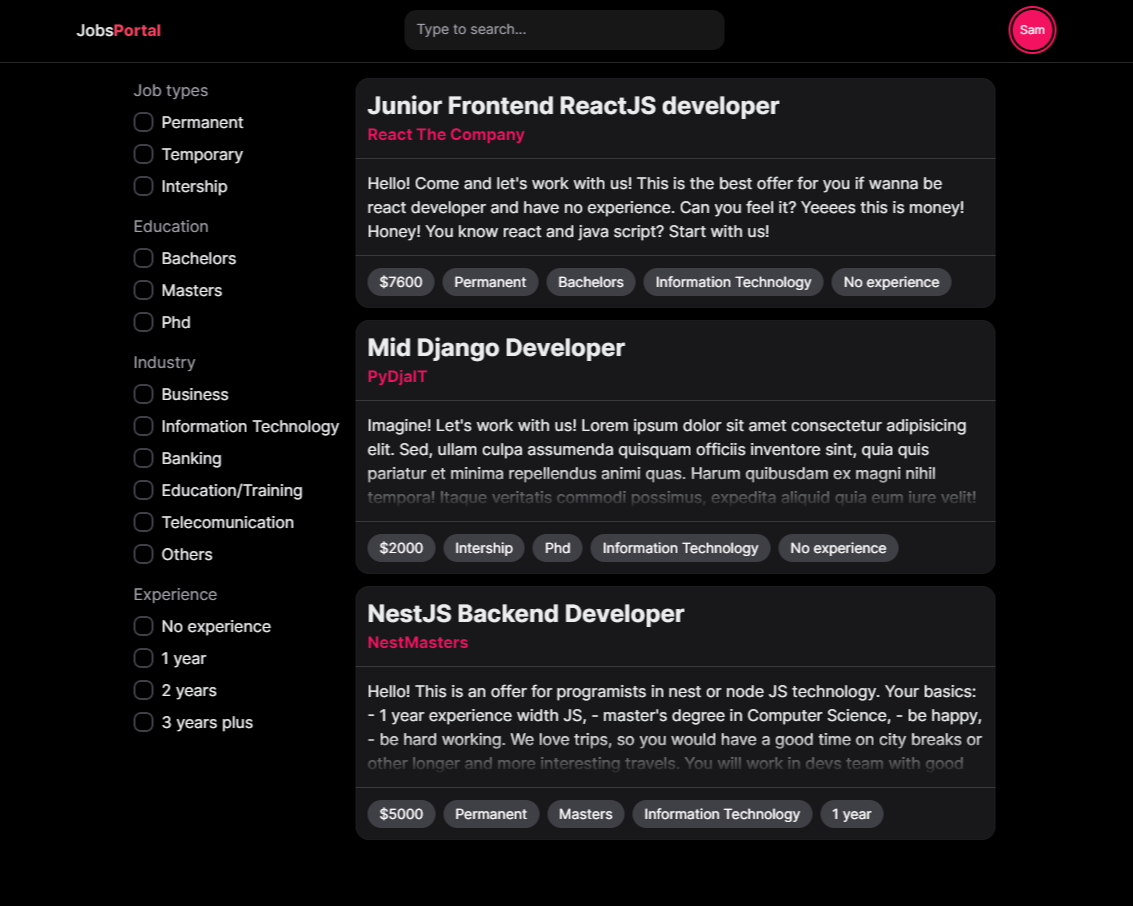 JobsPortal
Type to search...
Sam
Job types
Permanent
Temporary
Intership
Education
Bachelors
Masters
Phd
Industry
Business
Information Technology
Banking
Education/Training
Telecomunication
Others
Experience
No experience
1 year
2 years
3 years plus
Junior Frontend ReactJS developer
React The Company
Hello! Come and let's work with us! This is the best offer for you if wanna be
react developer and have no experience. Can you feel it? Yeeees this is money!
Honey! You know react and java script? Start with us!
$7600 Permanent Bachelors Information Technology No experience
Mid Django Developer
PyDjaIT
Imagine! Let's work with us! Lorem ipsum dolor sit amet consectetur adipisicing
elit. Sed, ullam culpa assumenda quisquam officiis inventore sint, quia quis
pariatur et minima repellendus animi quas. Harum quibusdam ex magni nihil
tempora! Itaque veritatis commodi possimus, expedita aliquid quia eum iure velit!
$2000 Intership Phd Information Technology No experience
NestJS Backend Developer
NestMasters
Hello! This is an offer for programists in nest or node JS technology. Your basics:
- 1 year experience width JS, - master's degree in Computer Science, - be happy,
- be hard working. We love trips, so you would have a good time on city breaks or
other longer and more interesting travels. You will work in devs team with good
$5000 Permanent Masters Information Technology 1 year